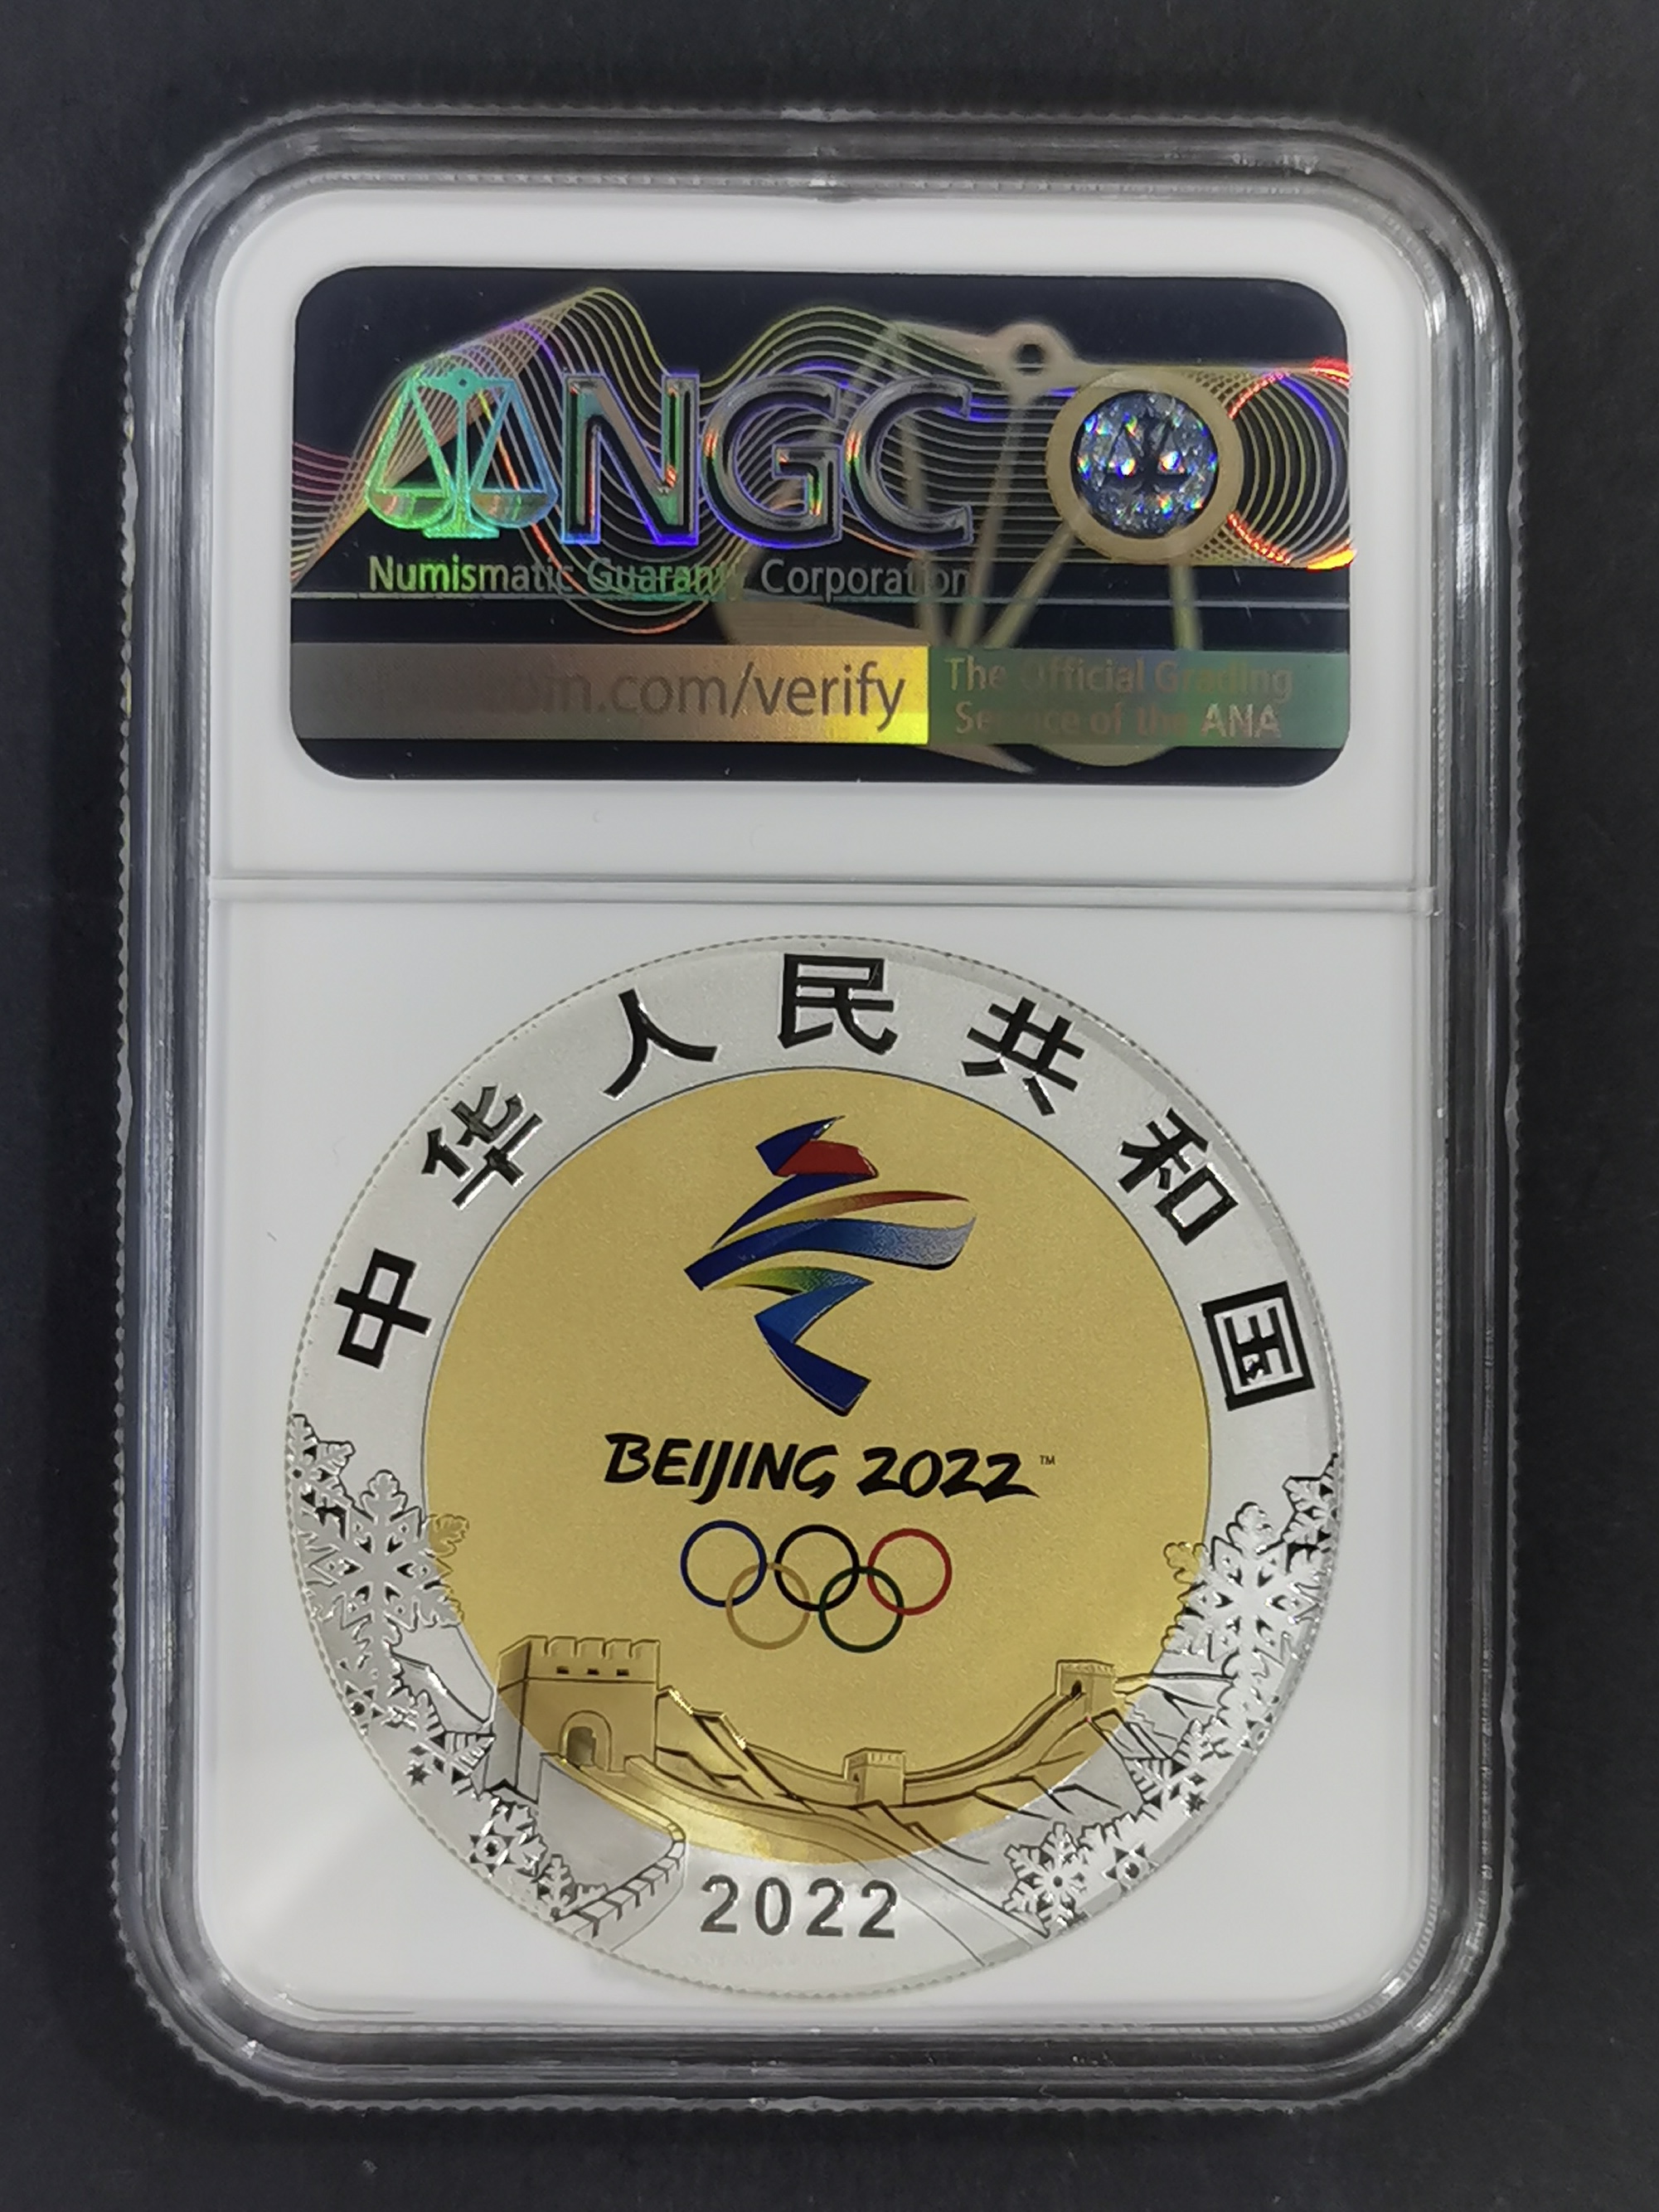 NGC
Numismatic Guaranty Corporation
.com/verify
The Official Grading
Service of the ANA
中华人民共和国
BEIJING 2022™
2022